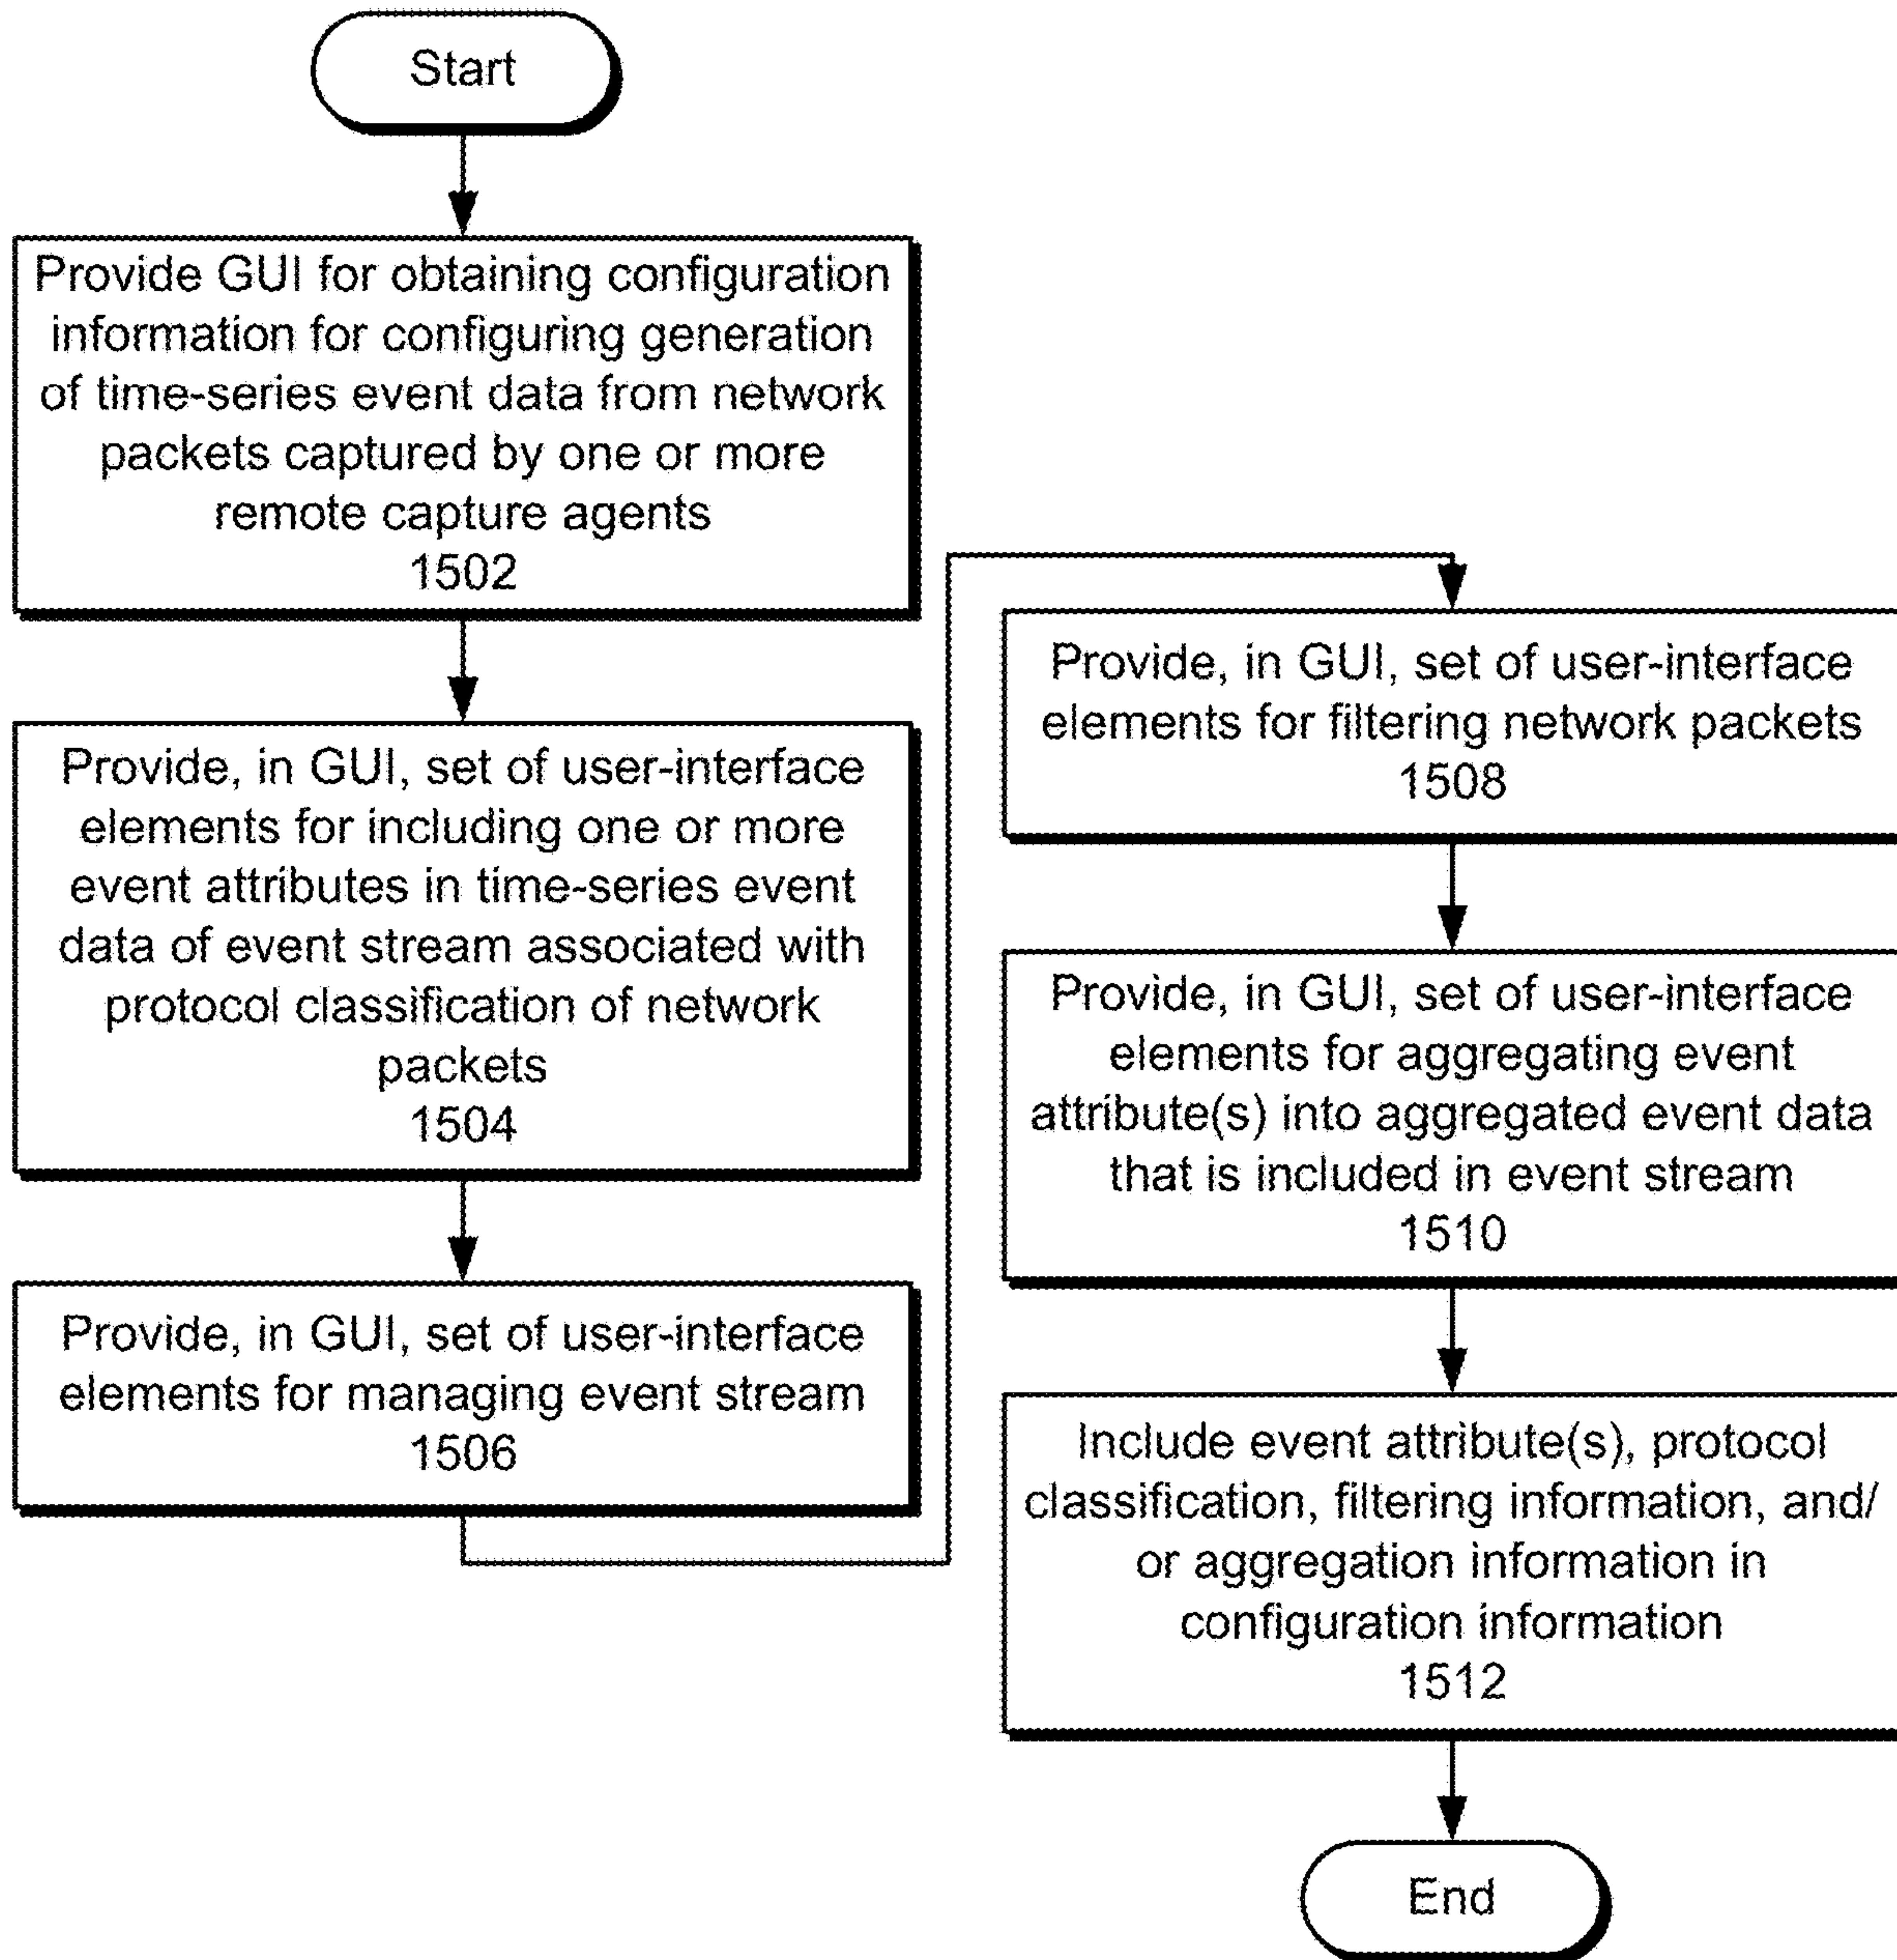 Start
Provide GUI for obtaining configuration
information for configuring generation
of time-series event data from network
packets captured by one or more
remote capture agents
1502
Provide, in GUI, set of user-interface
elements for including one or more
event attributes in time-series event
data of event stream associated with
protocol classification of network
packets
1504
Provide, in GUI, set of user-interface
elements for managing event stream
1506
Provide, in GUI, set of user-interface
elements for filtering network packets
1508
Provide, in GUI, set of user-interface
elements for aggregating event
attribute(s) into aggregated event data
that is included in event stream
1510
Include event attribute(s), protocol
classification, filtering information, and/
or aggregation information in
configuration information
1512
End